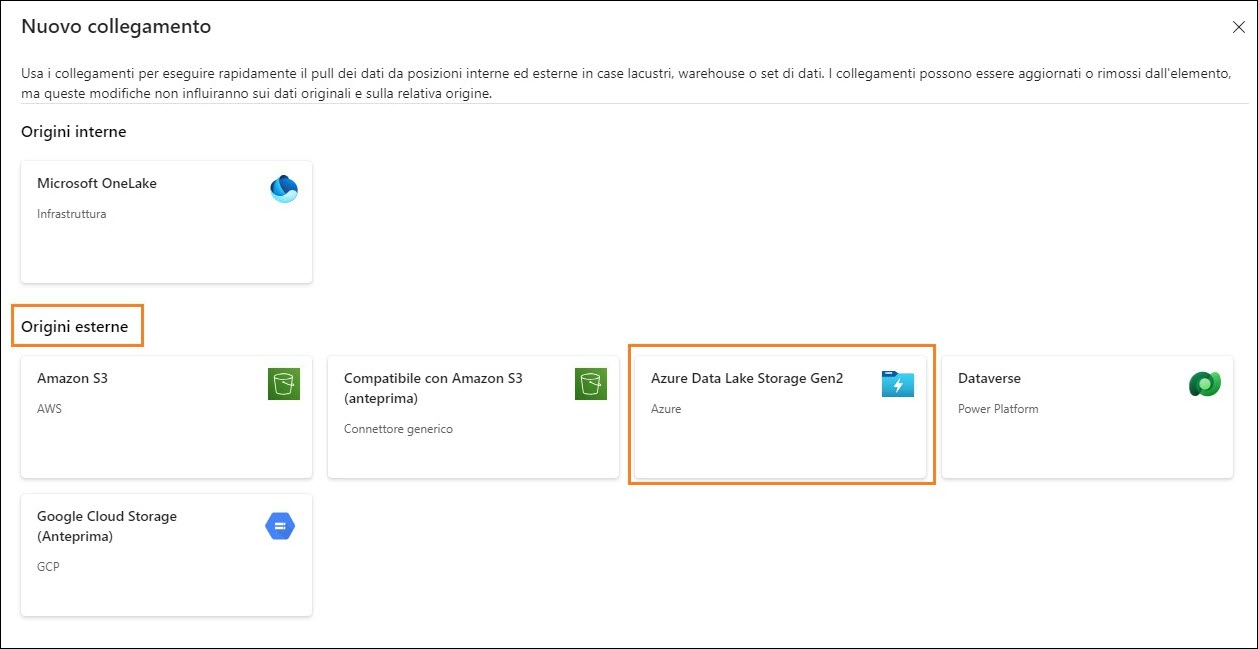 Nuovo collegamento
Usa i collegamenti per eseguire rapidamente il pull dei dati da posizioni interne ed esterne in case lacustri, warehouse o set di dati. I collegamenti possono essere aggiornati o rimossi dall'elemento,
ma queste modifiche non influiranno sui dati originali e sulla relativa origine.
Origini interne
Microsoft OneLake
Infrastruttura
Origini esterne
Amazon S3
AWS
Compatibile con Amazon S3
(anteprima)
Connettore generico
Azure Data Lake Storage Gen2
Azure
Dataverse
Power Platform
Google Cloud Storage
(Anteprima)
GCP